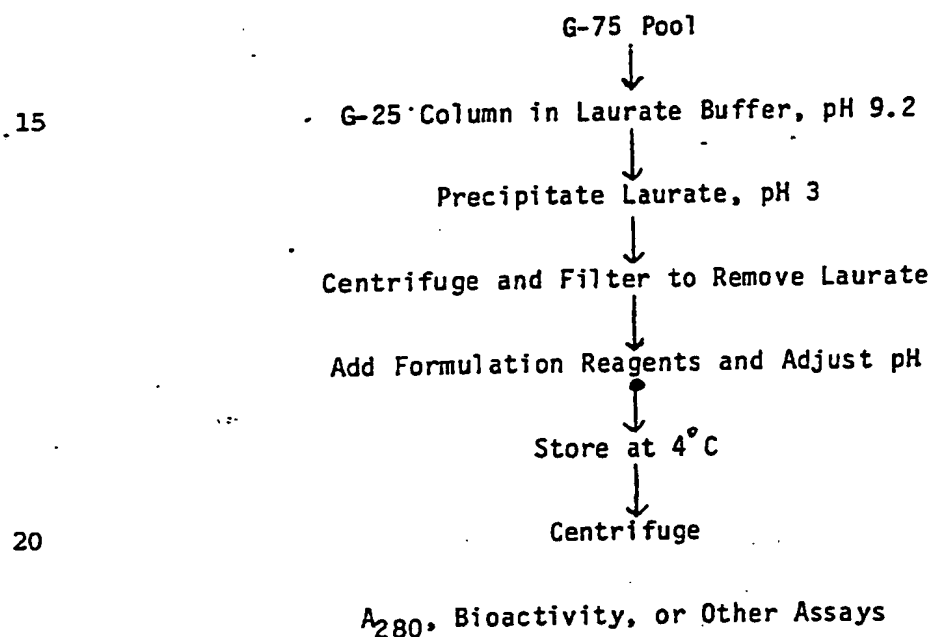 G-75 Pool
15 G-25 Column in Laurate Buffer, pH 9.2
Precipitate Laurate, pH 3
Centrifuge and Filter to Remove Laurate
Add Formulation Reagents and Adjust pH
Store at 4°C
20 Centrifuge
A280, Bioactivity, or Other Assays